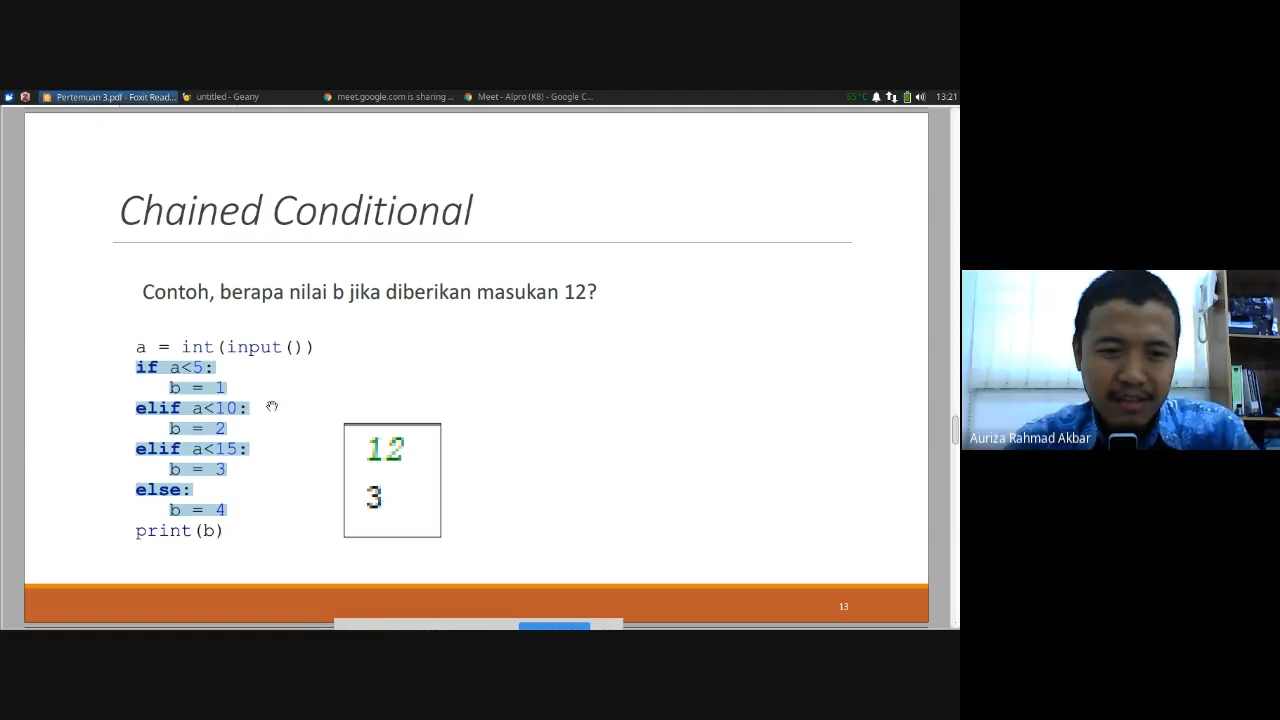 Pertemuan 3.pdf - Foxit Read...
untitled - Geany
meet.google.com is sharing ...
Meet - Alpro (K8) - Google C...
65°C
13:21
Chained Conditional
Contoh, berapa nilai b jika diberikan masukan 12?
a = int(input())
if a<5:
b = 1
elif a<10:
b = 2
elif a<15:
b = 3
else:
b = 4
print(b)
12
3
13
Auriza Rahmad Akbar